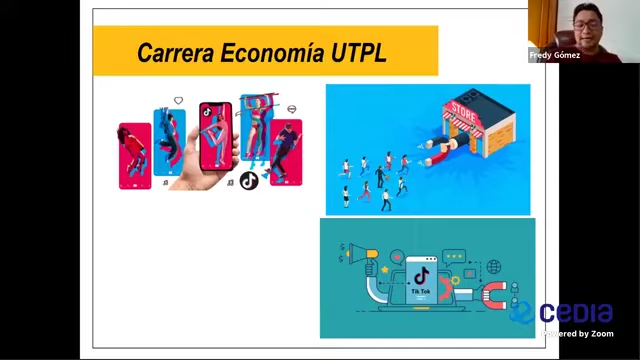 Carrera Economía UTPL
Fredy Gómez
STORE
Tik Tok
CEDIA
Powered by Zoom